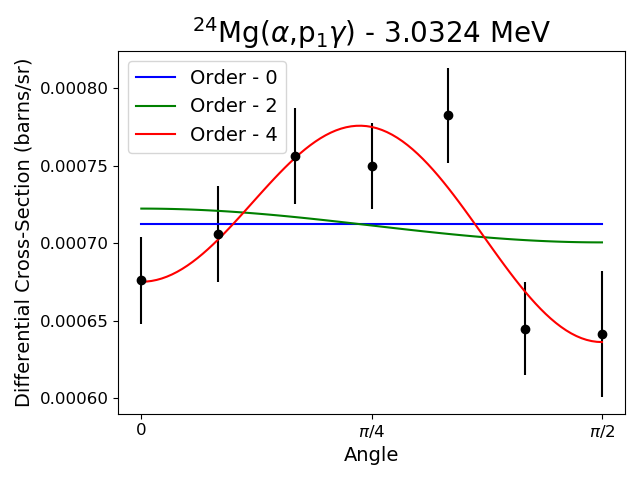 ²⁴Mg(α,p₁γ) - 3.0324 MeV
Differential Cross-Section (barns/sr)
Order - 0
Order - 2
Order - 4
0.00080
0.00075
0.00070
0.00065
0.00060
0 π/4 π/2
Angle